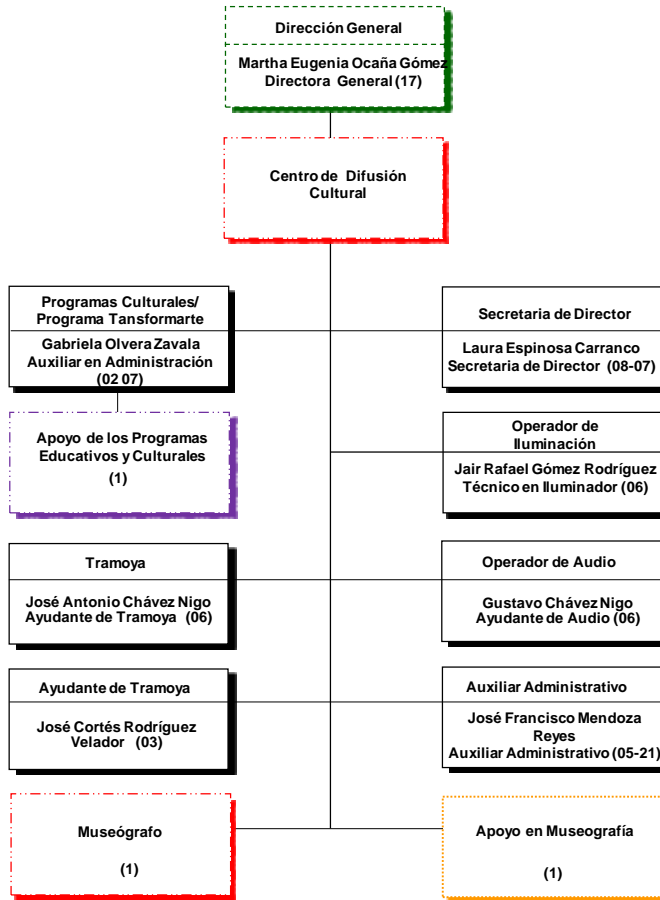 Dirección General
Martha Eugenia Ocaña Gómez
Directora General (17)
Centro de Difusión
Cultural
Programas Culturales/
Programa Tansformarte
Gabriela Olvera Zavala
Auxiliar en Administración
(02 07)
Secretaria de Director
Laura Espinosa Carranco
Secretaria de Director (08-07)
Apoyo de los Programas
Educativos y Culturales
(1)
Operador de
Iluminación
Jair Rafael Gómez Rodríguez
Técnico en Iluminador (06)
Tramoya
José Antonio Chávez Nigo
Ayudante de Tramoya (06)
Operador de Audio
Gustavo Chávez Nigo
Ayudante de Audio (06)
Ayudante de Tramoya
José Cortés Rodríguez
Velador (03)
Auxiliar Administrativo
José Francisco Mendoza
Reyes
Auxiliar Administrativo (05-21)
Museógrafo
(1)
Apoyo en Museografía
(1)